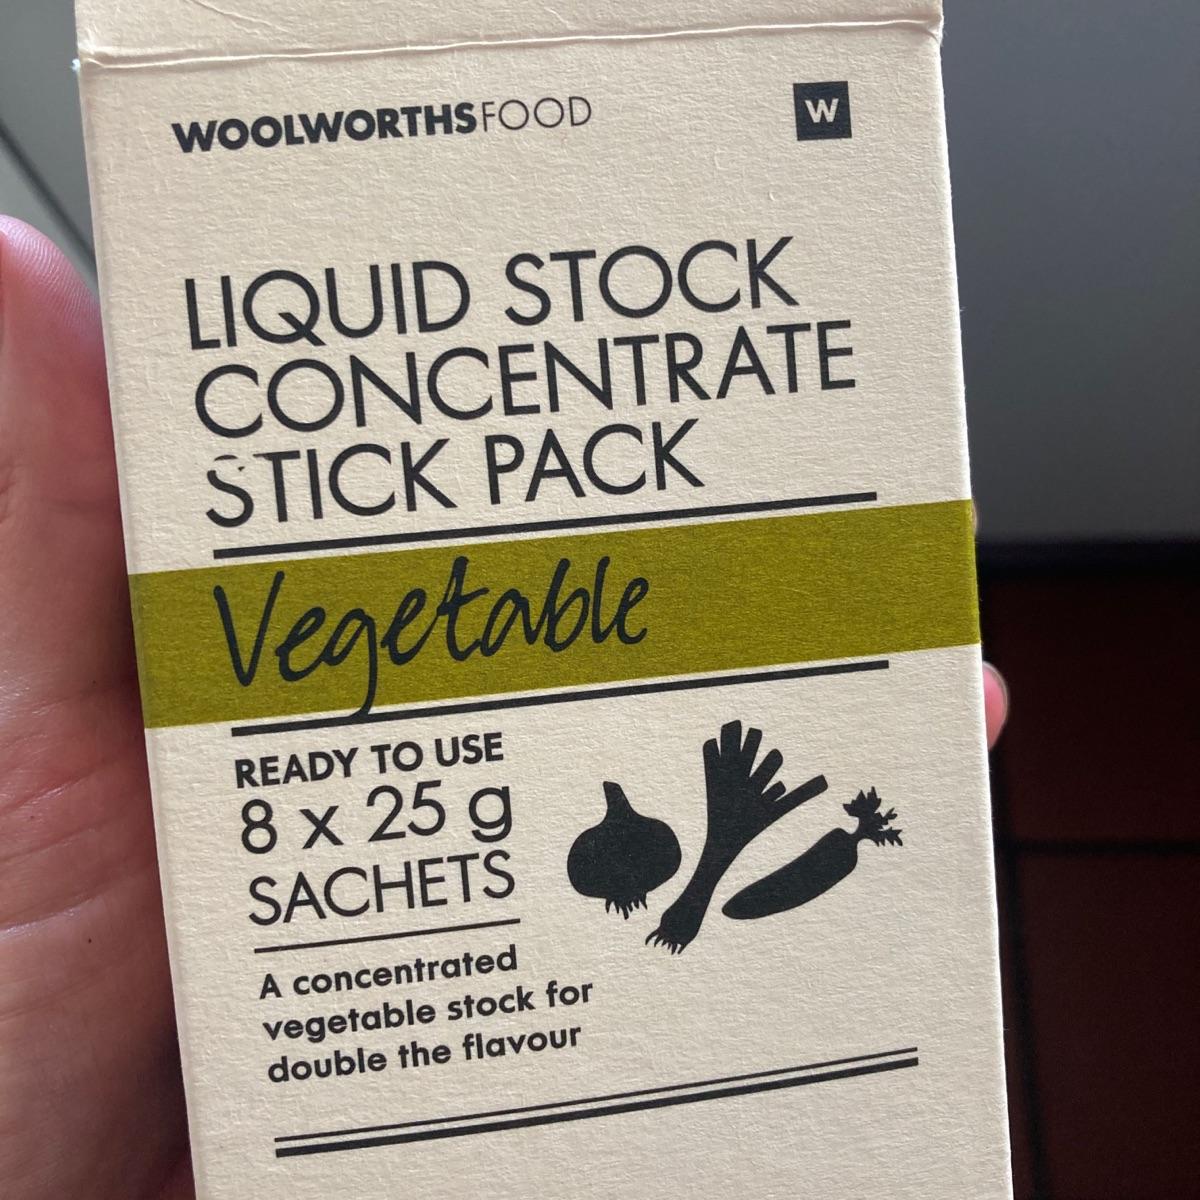 WOOLWORTHSFOOD
W
LIQUID STOCK
CONCENTRATE
STICK PACK
Vegetable
READY TO USE
8 x 25 g
SACHETS
A concentrated
vegetable stock for
double the flavour